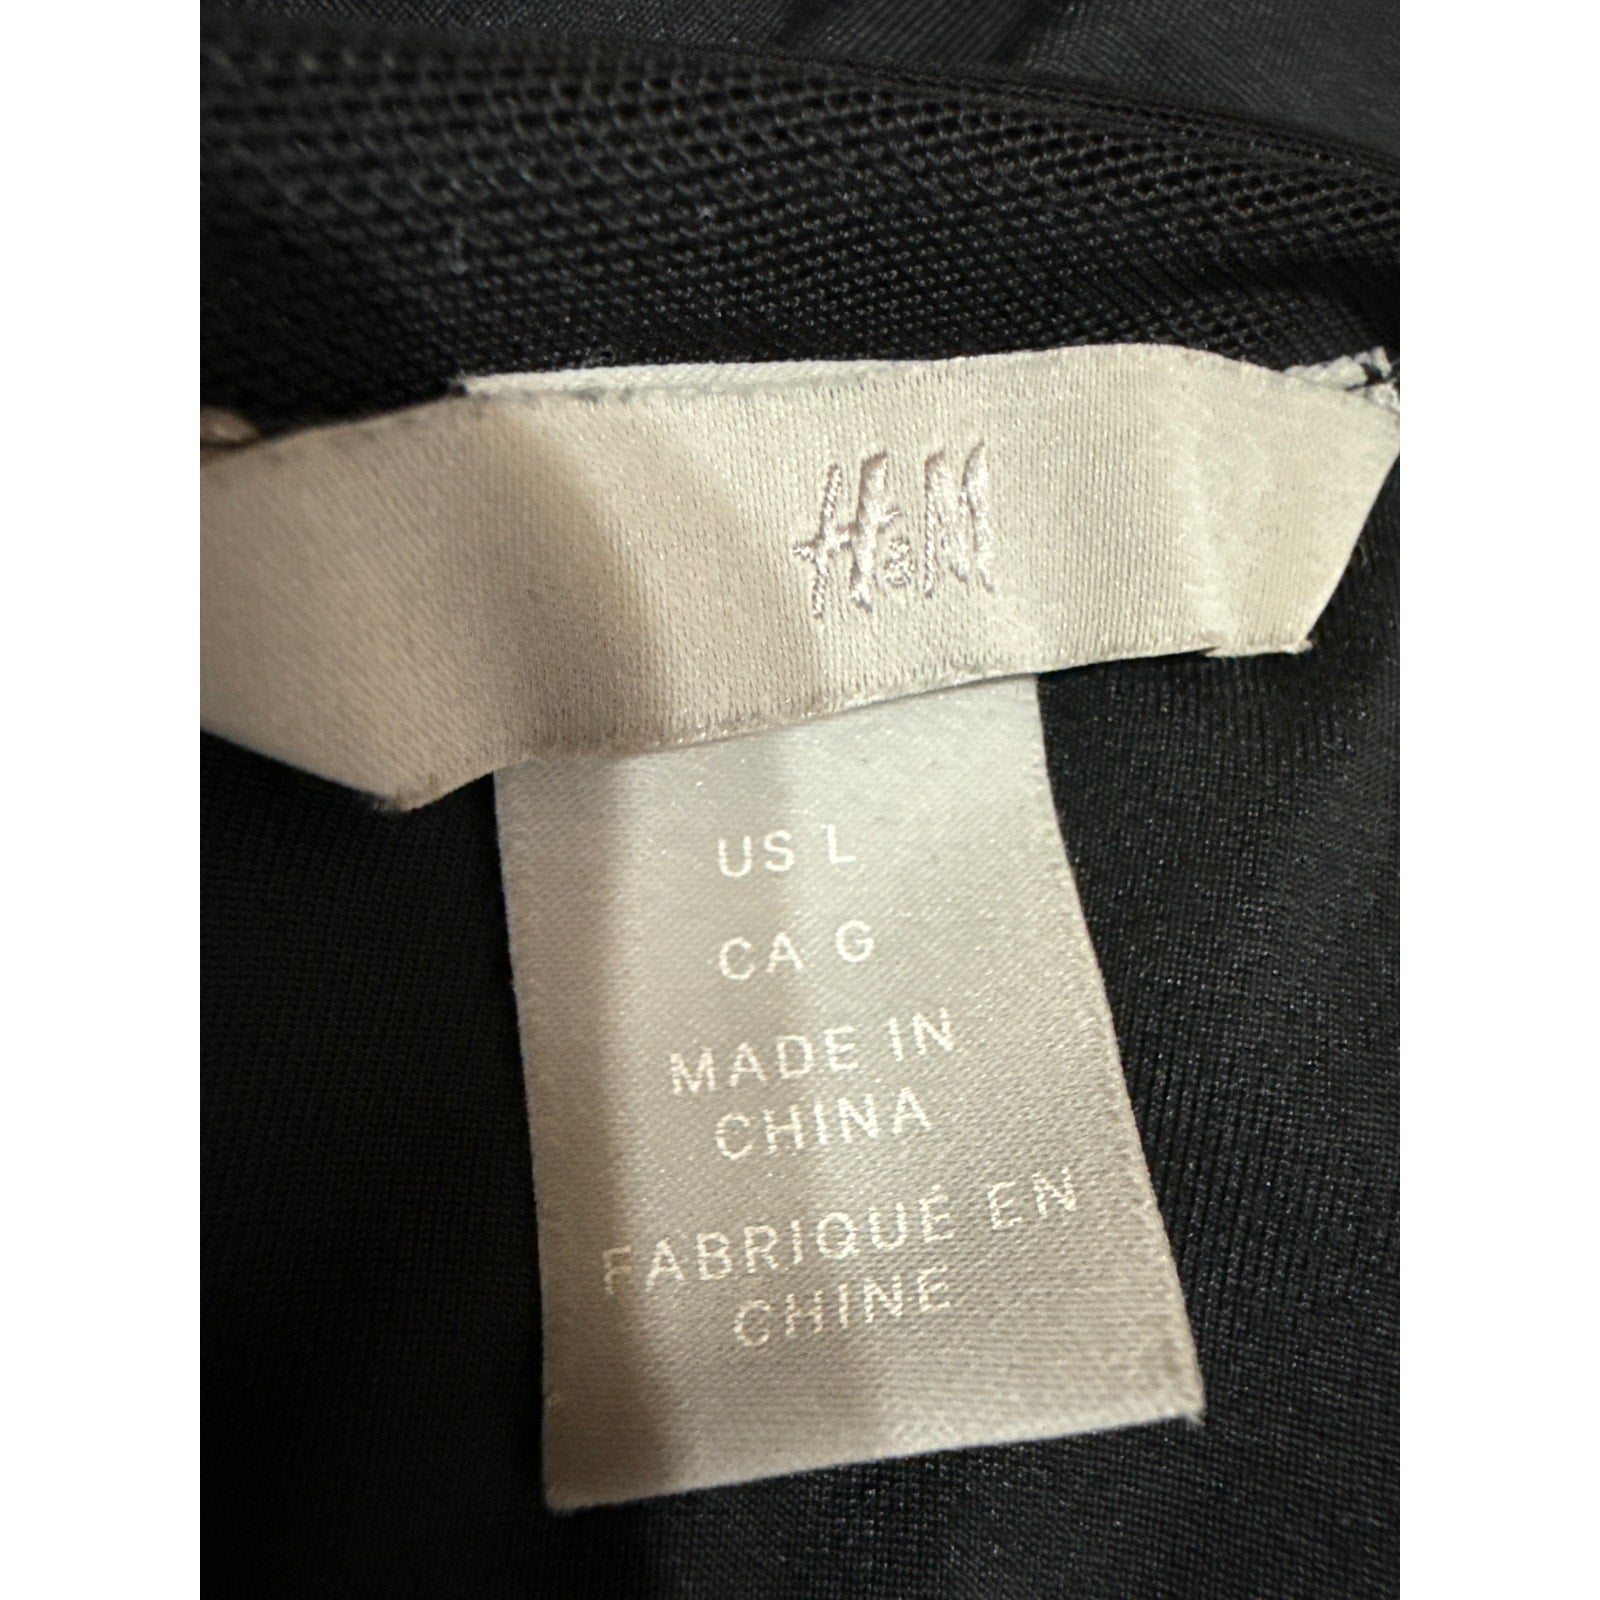 H&M
US L
CA G
MADE IN
CHINA
FABRIQUÉ EN
CHINE